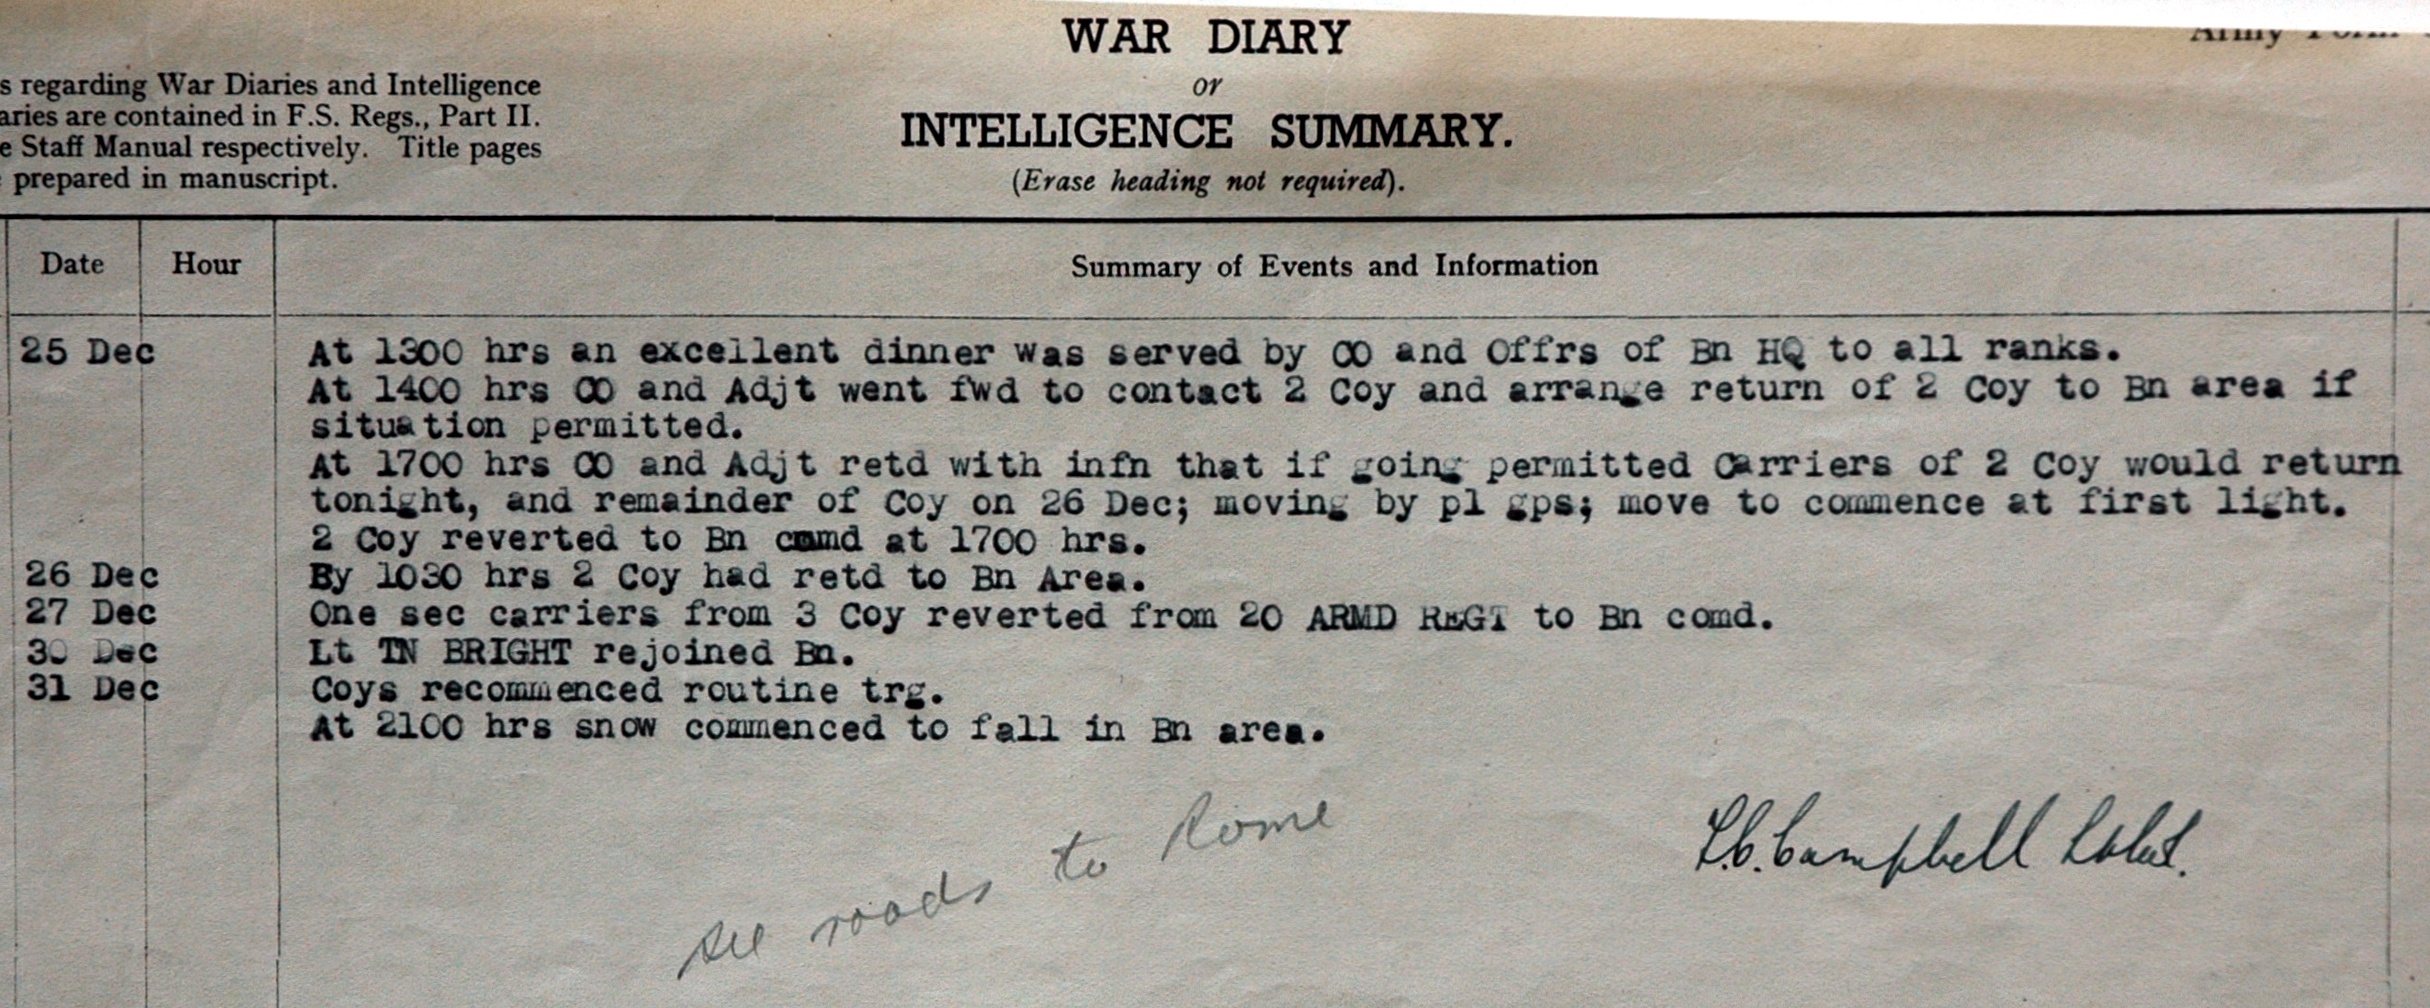 WAR DIARY
Army Form
or
s regarding War Diaries and Intelligence
aries are contained in F.S. Regs., Part II.
INTELLIGENCE SUMMARY.
e Staff Manual respectively. Title pages
prepared in manuscript.
(Erase heading not required).
Date Hour Summary of Events and Information
25 Dec At 1300 hrs an excellent dinner was served by CO and Offrs of Bn HQ to all ranks.
At 1400 hrs CO and Adjt went fwd to contact 2 Coy and arrange return of 2 Coy to Bn area if
situation permitted.
At 1700 hrs CO and Adjt retd with infn that if going permitted Carriers of 2 Coy would return
tonight, and remainder of Coy on 26 Dec; moving by pl gps; move to commence at first light.
2 Coy reverted to Bn comd at 1700 hrs.
26 Dec By 1030 hrs 2 Coy had retd to Bn Area.
27 Dec One sec carriers from 3 Coy reverted from 20 ARMD REGT to Bn comd.
30 Dec Lt TN BRIGHT rejoined Bn.
31 Dec Coys recommenced routine trg.
At 2100 hrs snow commenced to fall in Bn area.
see roads to Rome
Campbell